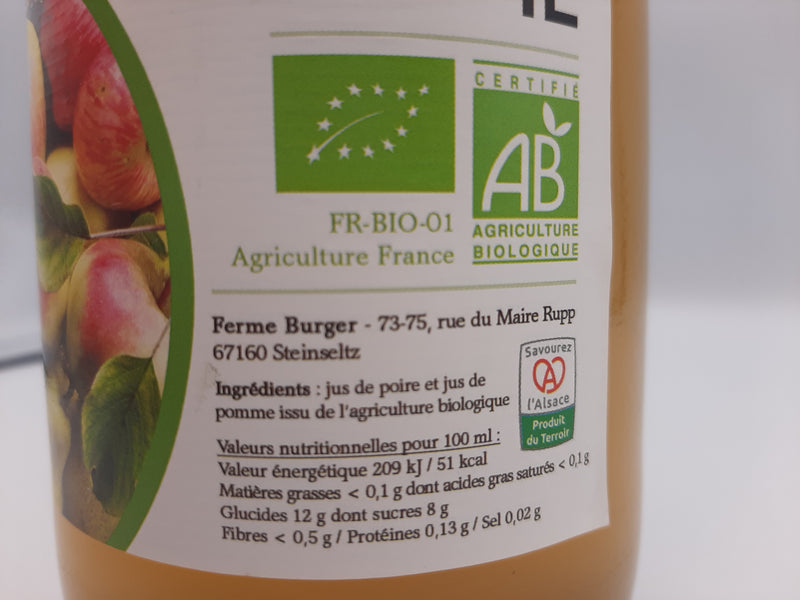 CERTIFIÉ
AB
AGRICULTURE
BIOLOGIQUE
FR-BIO-01
Agriculture France
Ferme Burger - 73-75, rue du Maire Rupp
67160 Steinseltz
Savourez
l'Alsace
Produit
du Terroir
Ingrédients : jus de poire et jus de
pomme issu de l'agriculture biologique
Valeurs nutritionnelles pour 100 ml :
Valeur énergétique 209 kJ / 51 kcal
Matières grasses < 0,1 g dont acides gras saturés < 0,1g
Glucides 12 g dont sucres 8 g
Fibres < 0,5 g / Protéines 0,13 g / Sel 0,02 g